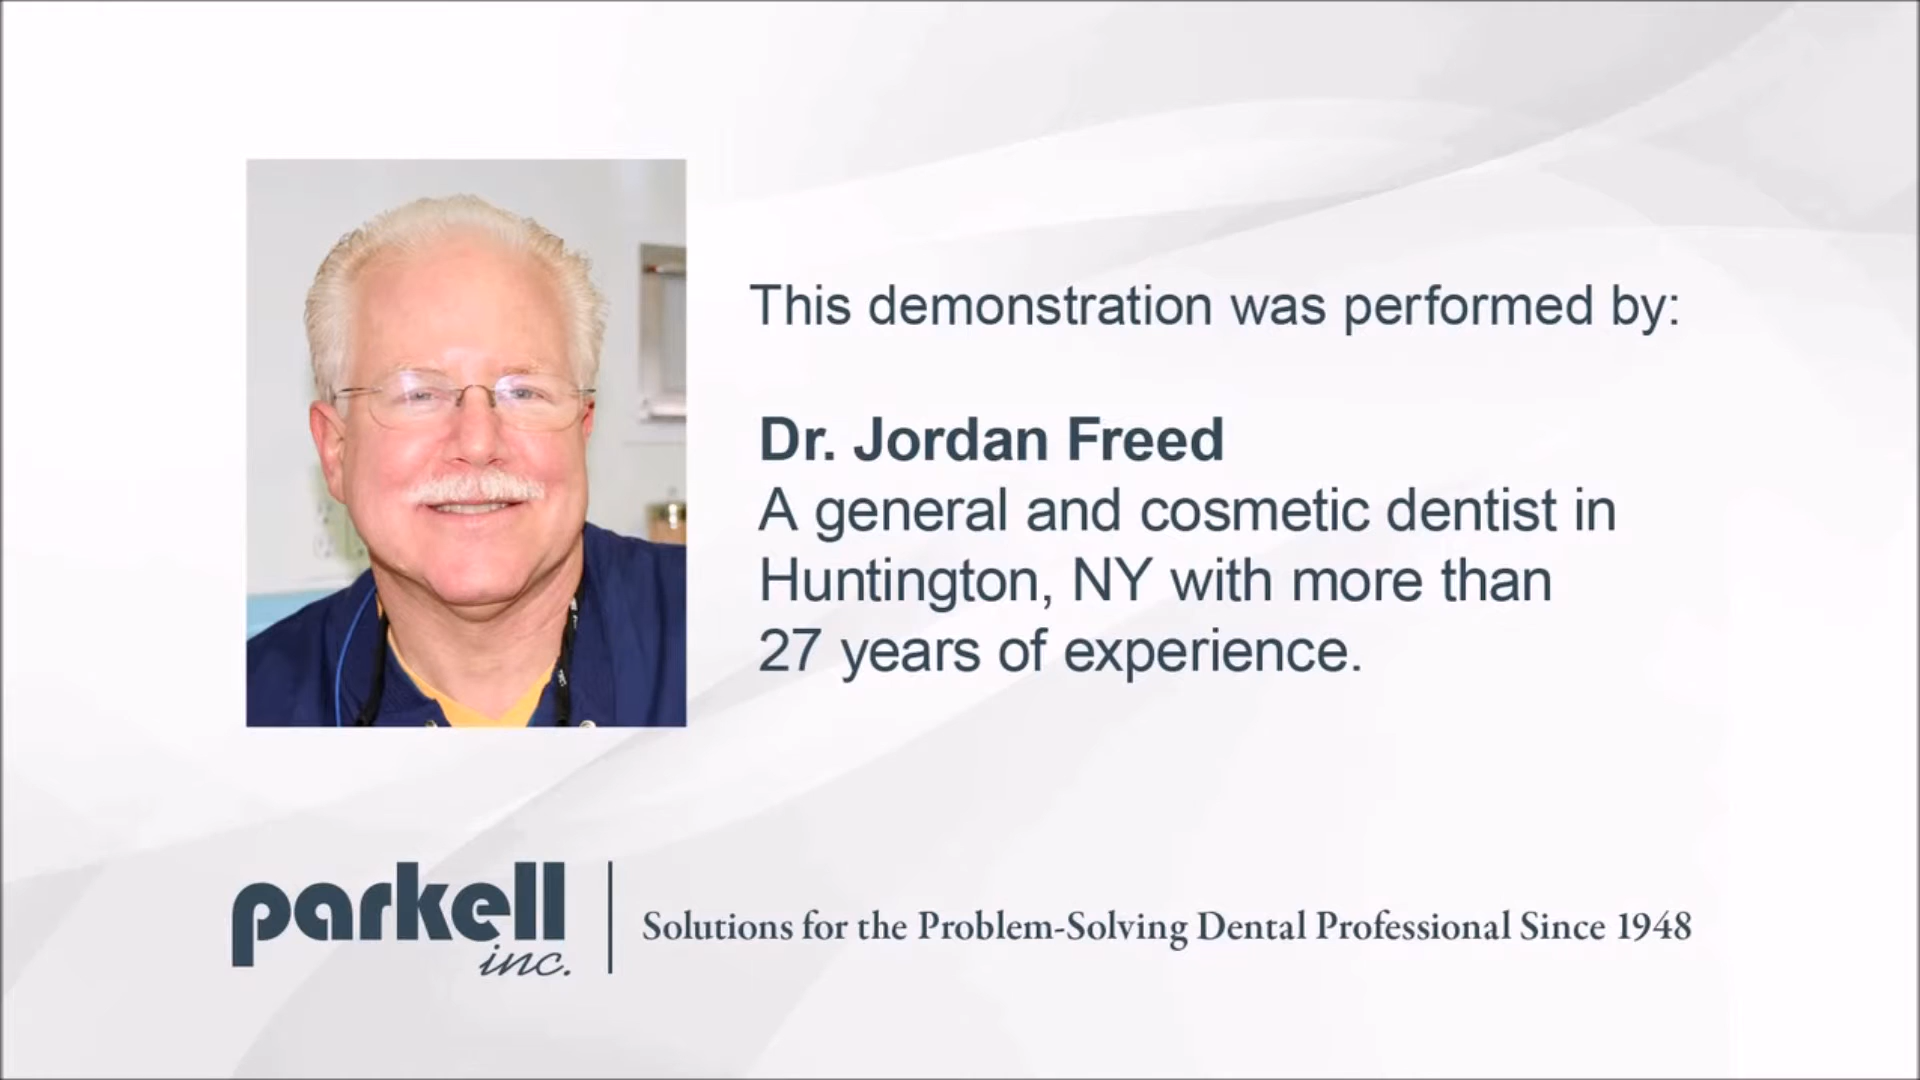 This demonstration was performed by:
Dr. Jordan Freed
A general and cosmetic dentist in
Huntington, NY with more than
27 years of experience.
parkell
inc.
Solutions for the Problem-Solving Dental Professional Since 1948